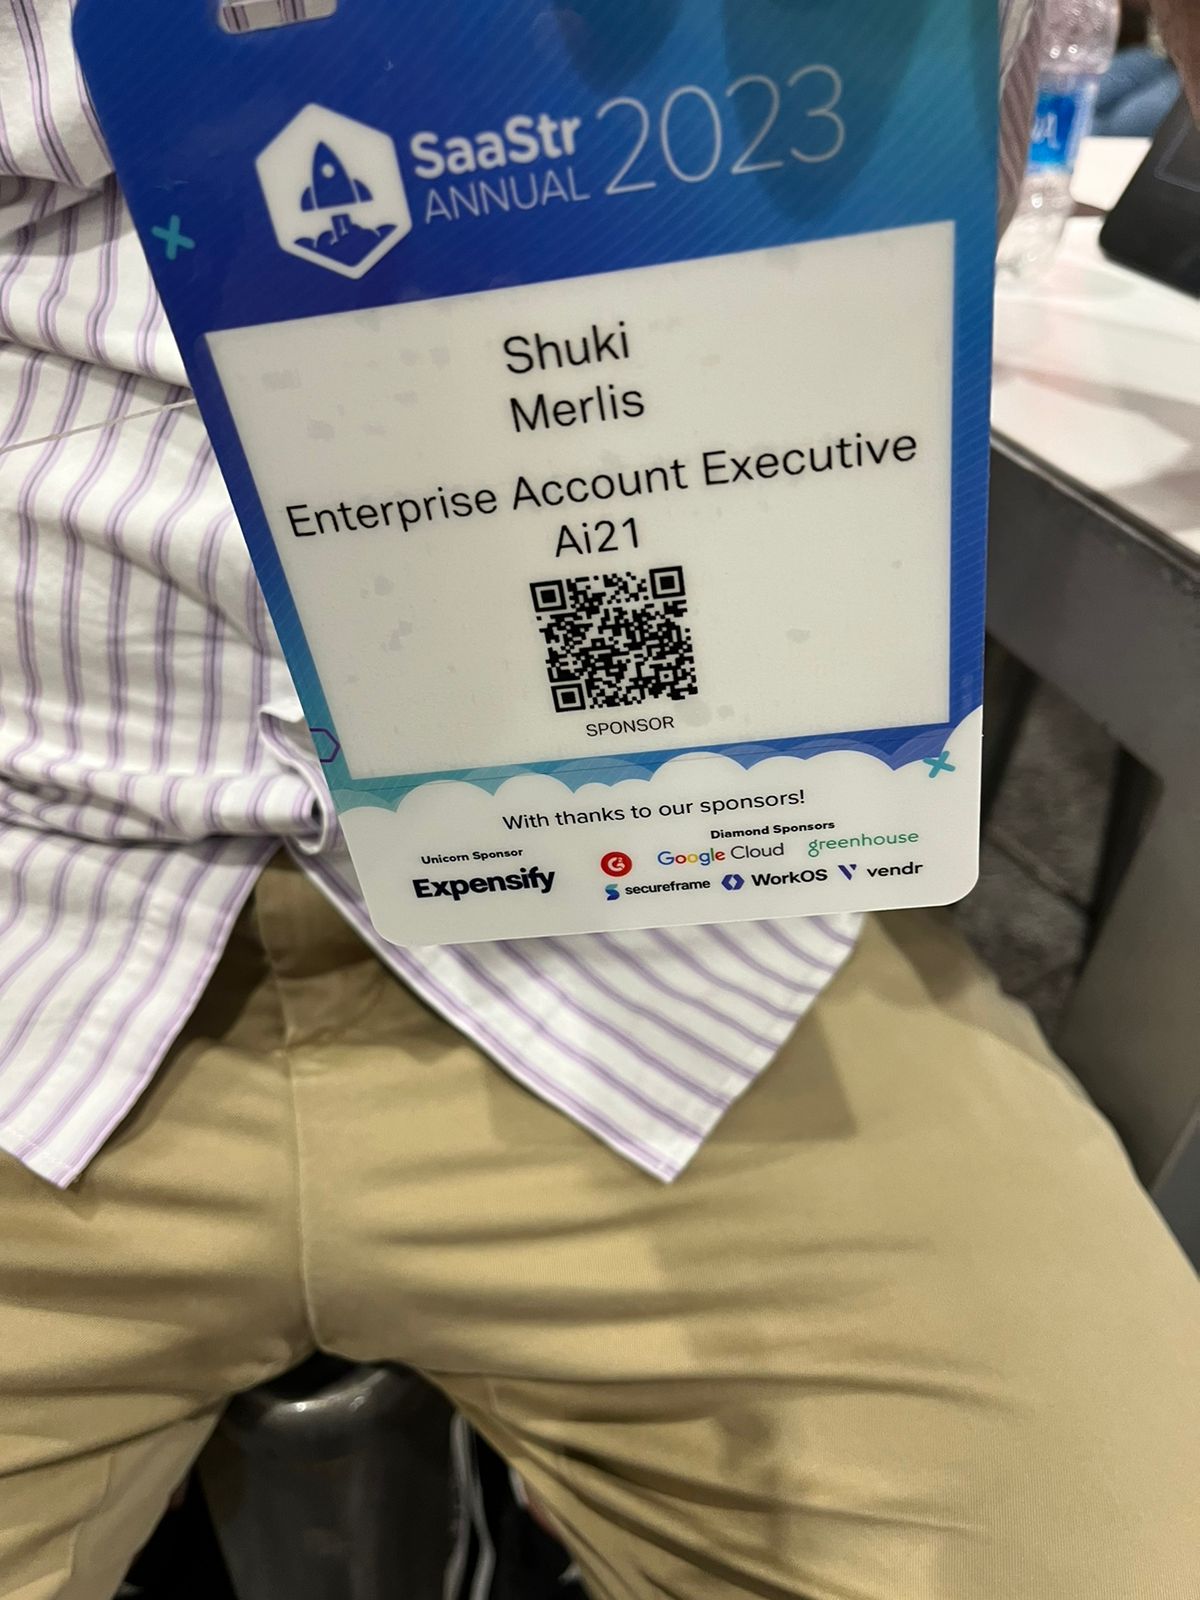 SaaStr
ANNUAL
2023
Shuki
Merlis
Enterprise Account Executive
Ai21
SPONSOR
With thanks to our sponsors!
Unicorn Sponsor
Expensify
Diamond Sponsors
Google Cloud
greenhouse
secureframe
WorkOS
vendr